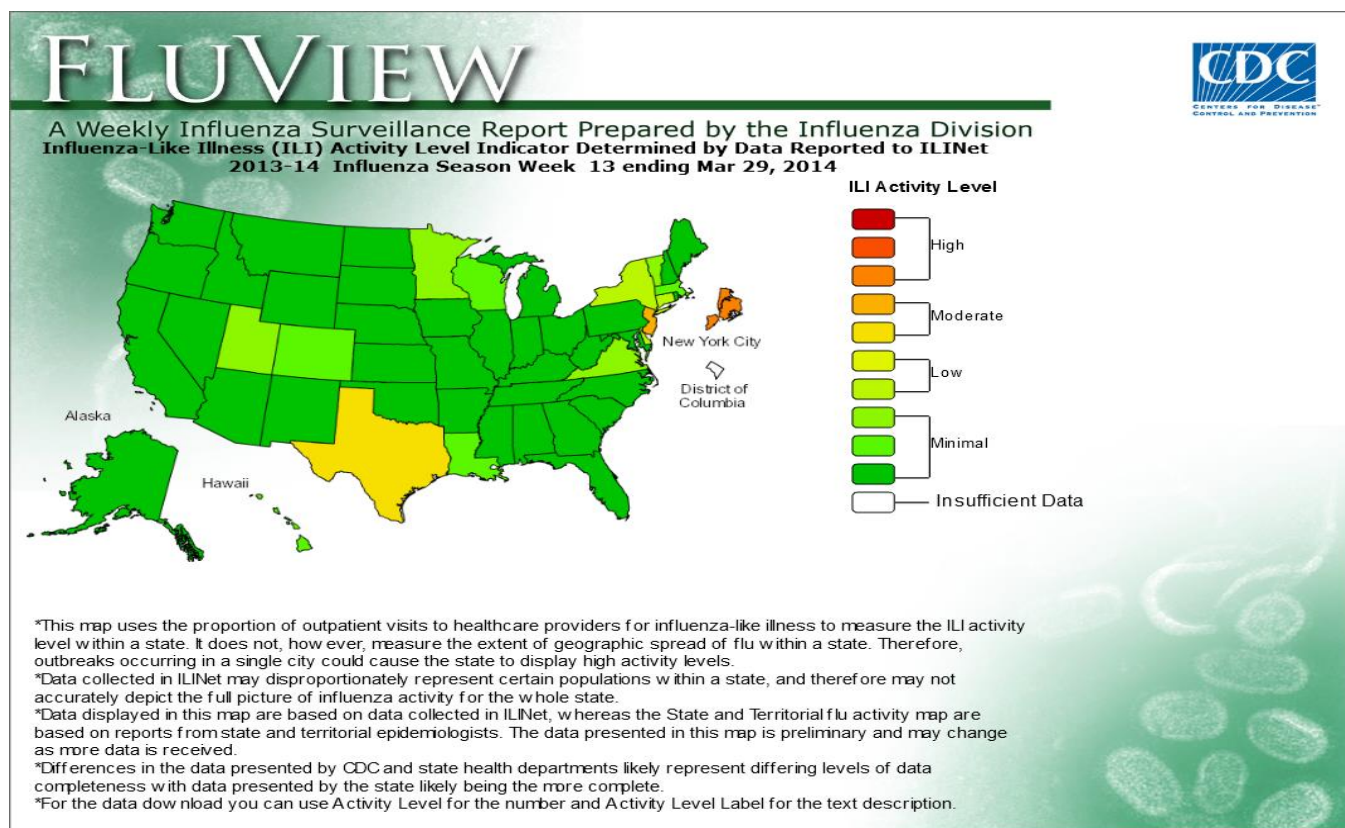 FLUVIEW
CDC
CENTERS FOR DISEASE™
CONTROL AND PREVENTION
A Weekly Influenza Surveillance Report Prepared by the Influenza Division
Influenza-Like Illness (ILI) Activity Level Indicator Determined by Data Reported to ILINet
2013-14 Influenza Season Week 13 ending Mar 29, 2014
ILI Activity Level
High
Moderate
Low
Minimal
Insufficient Data
New York City
District of
Columbia
Alaska
Hawaii
*This map uses the proportion of outpatient visits to healthcare providers for influenza-like illness to measure the ILI activity
level within a state. It does not, however, measure the extent of geographic spread of flu within a state. Therefore,
outbreaks occurring in a single city could cause the state to display high activity levels.
*Data collected in ILINet may disproportionately represent certain populations within a state, and therefore may not
accurately depict the full picture of influenza activity for the whole state.
*Data displayed in this map are based on data collected in ILINet, whereas the State and Territorial flu activity map are
based on reports from state and territorial epidemiologists. The data presented in this map is preliminary and may change
as more data is received.
*Differences in the data presented by CDC and state health departments likely represent differing levels of data
completeness with data presented by the state likely being the more complete.
*For the data download you can use Activity Level for the number and Activity Level Label for the text description.